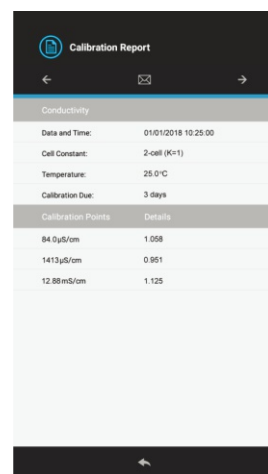 Calibration Report
Conductivity
Data and Time: 01/01/2018 10:25:00
Cell Constant: 2-cell (K=1)
Temperature: 25.0°C
Calibration Due: 3 days
Calibration Points Details
84.0µS/cm 1.058
1413µS/cm 0.951
12.88mS/cm 1.125